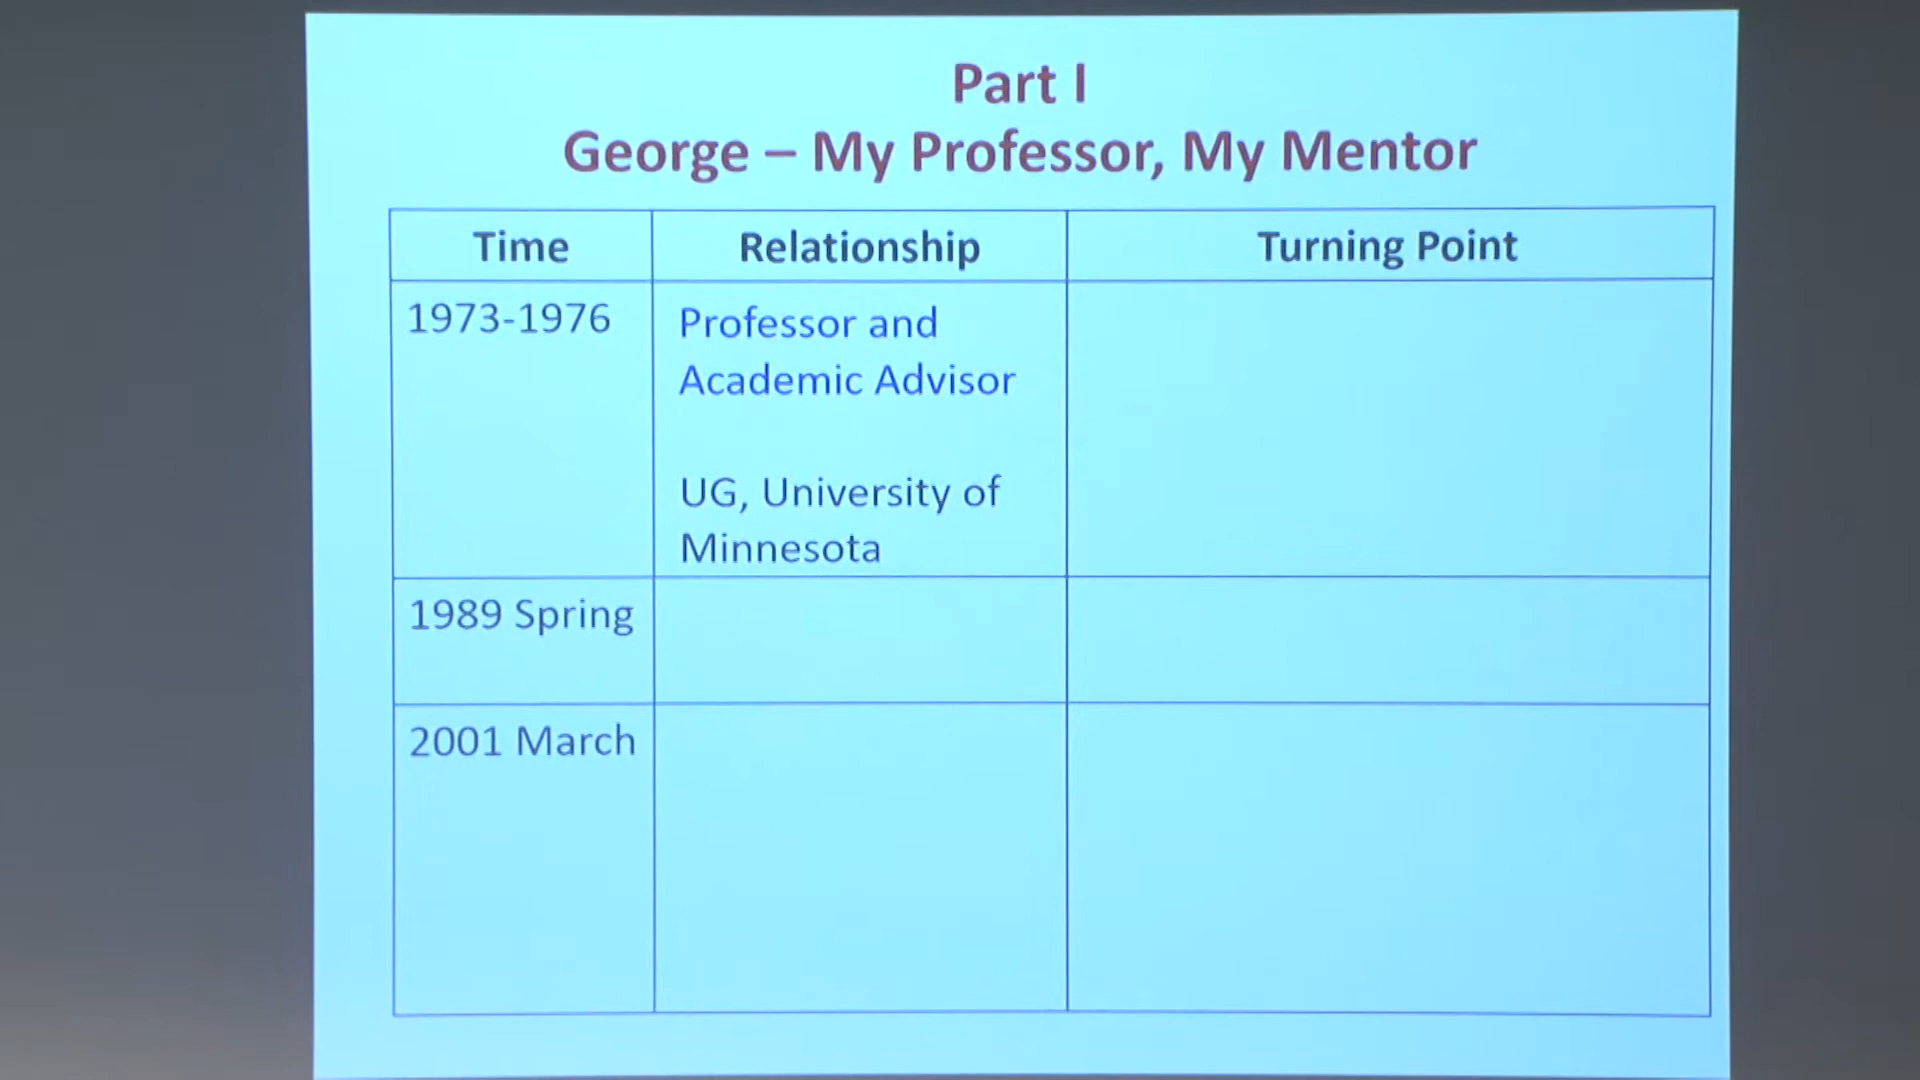 Part I
George – My Professor, My Mentor
Time
Relationship
Turning Point
1973-1976
Professor and
Academic Advisor
UG, University of
Minnesota
1989 Spring
2001 March